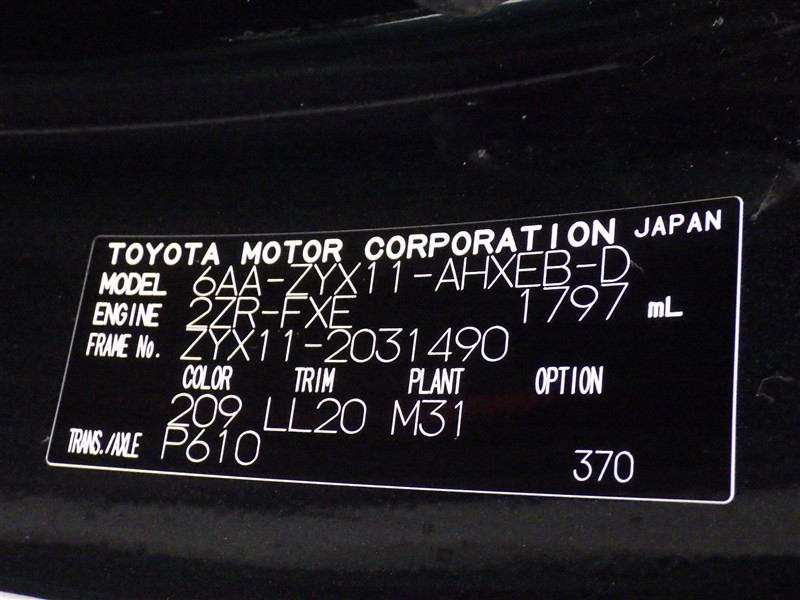 TOYOTA MOTOR CORPORATION JAPAN
MODEL 6AA-ZYX11-AHXEB-D
ENGINE 2ZR-FXE 1797 mL
FRAME No. ZYX11-2031490
COLOR TRIM PLANT OPTION
209 LL20 M31
TRANS./AXLE P610
370